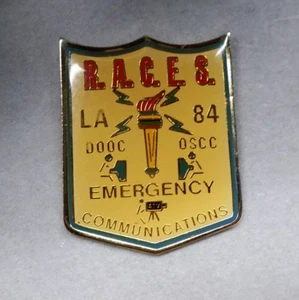 R.A.C.E.S.
LA 84
DOOC OSCC
EMERGENCY
COMMUNICATIONS